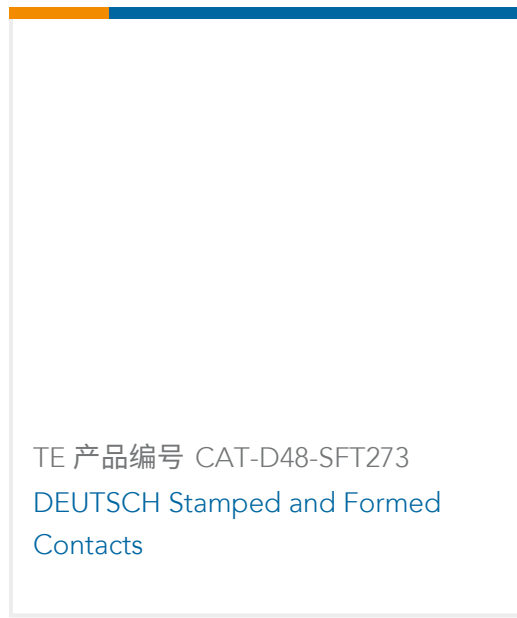 TE 产品编号 CAT-D48-SFT273
DEUTSCH Stamped and Formed
Contacts